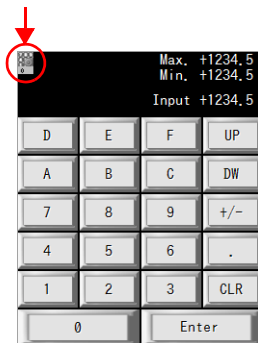 Max. +1234.5
Min. +1234.5
Input +1234.5
D E F UP
A B C DW
7 8 9 +/-
4 5 6 .
1 2 3 CLR
0 Enter